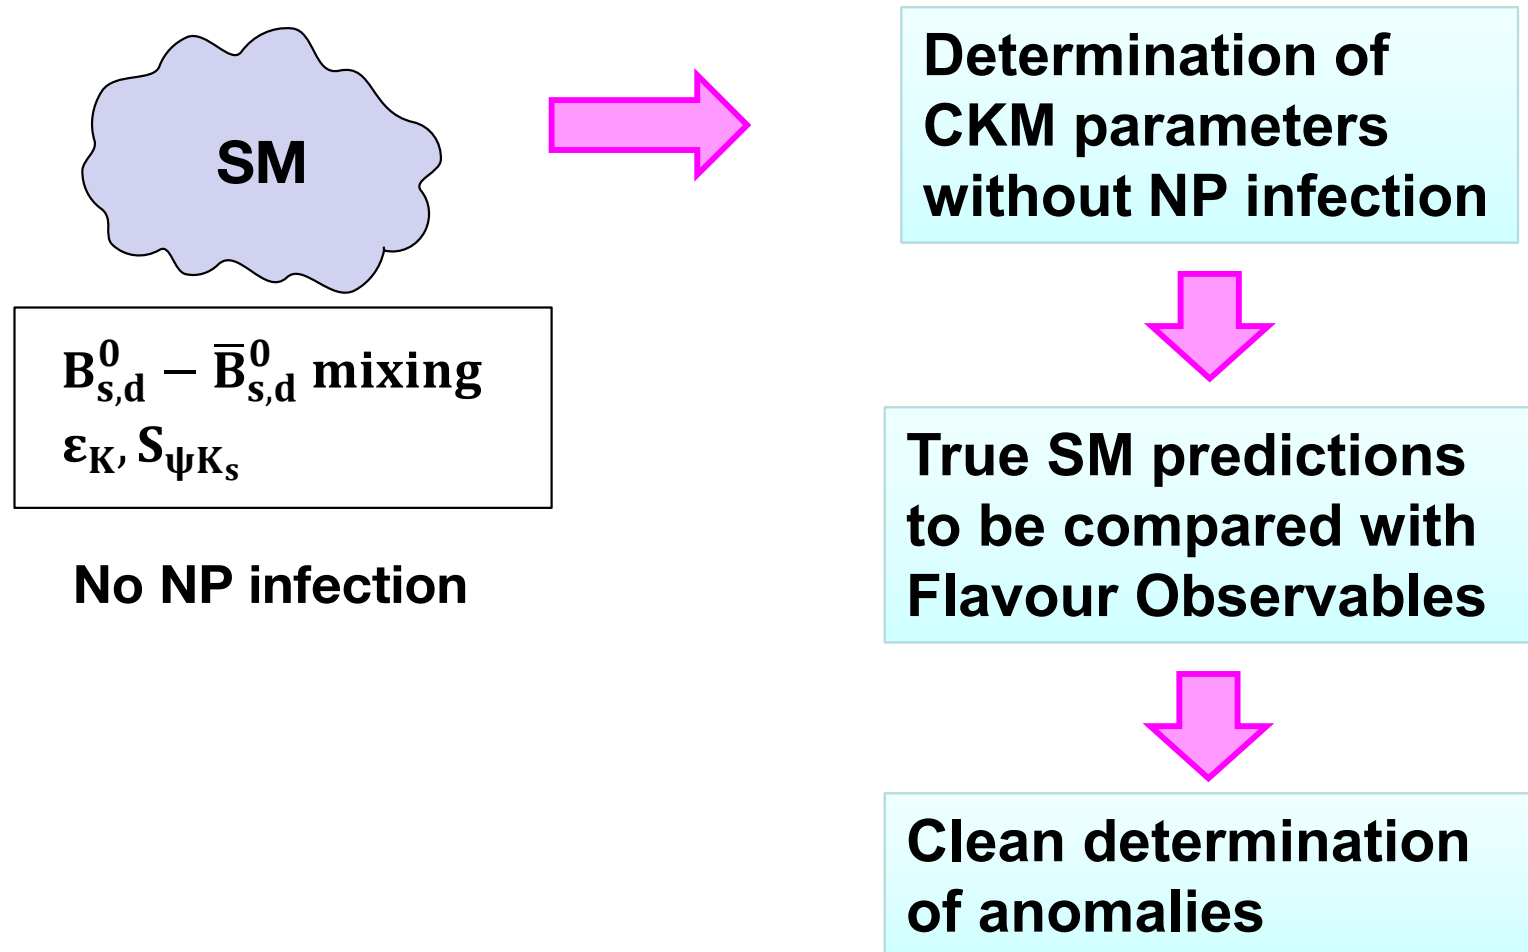 SM
B⁰s,d − B̅⁰s,d mixing
εK, SψKs
No NP infection
Determination of
CKM parameters
without NP infection
True SM predictions
to be compared with
Flavour Observables
Clean determination
of anomalies